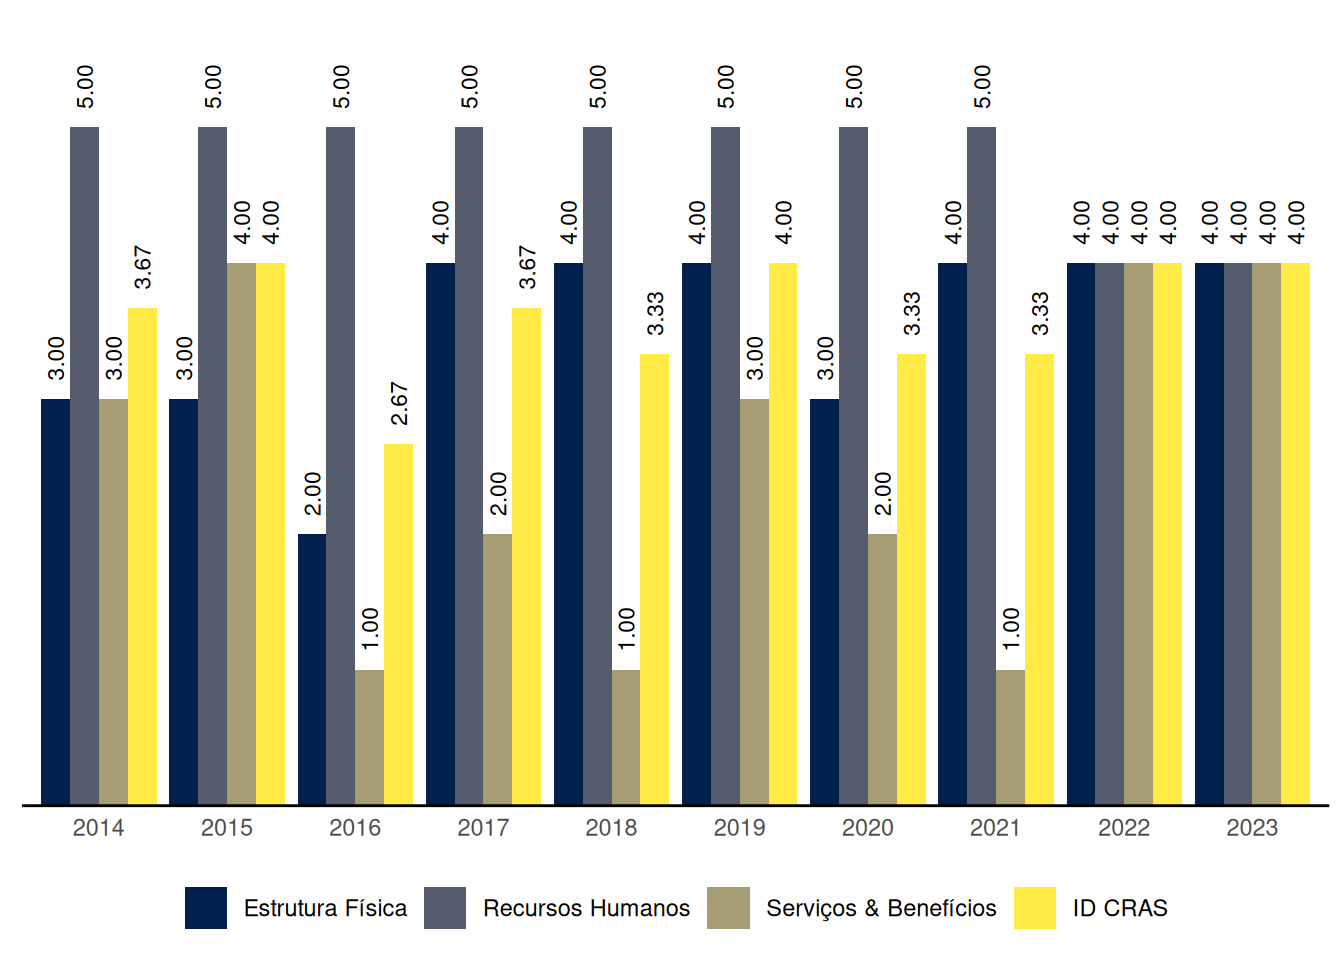 5.00 5.00 5.00 5.00 5.00 5.00 5.00 5.00
4.00 4.00 4.00 4.00 4.00 4.00 4.00 4.00 4.00 4.00 4.00 4.00 4.00 4.00 4.00
3.67 3.67
3.33 3.33 3.33
3.00 3.00 3.00 3.00 3.00
2.67
2.00 2.00 2.00
1.00 1.00 1.00
2014 2015 2016 2017 2018 2019 2020 2021 2022 2023
Estrutura Física Recursos Humanos Serviços & Benefícios ID CRAS